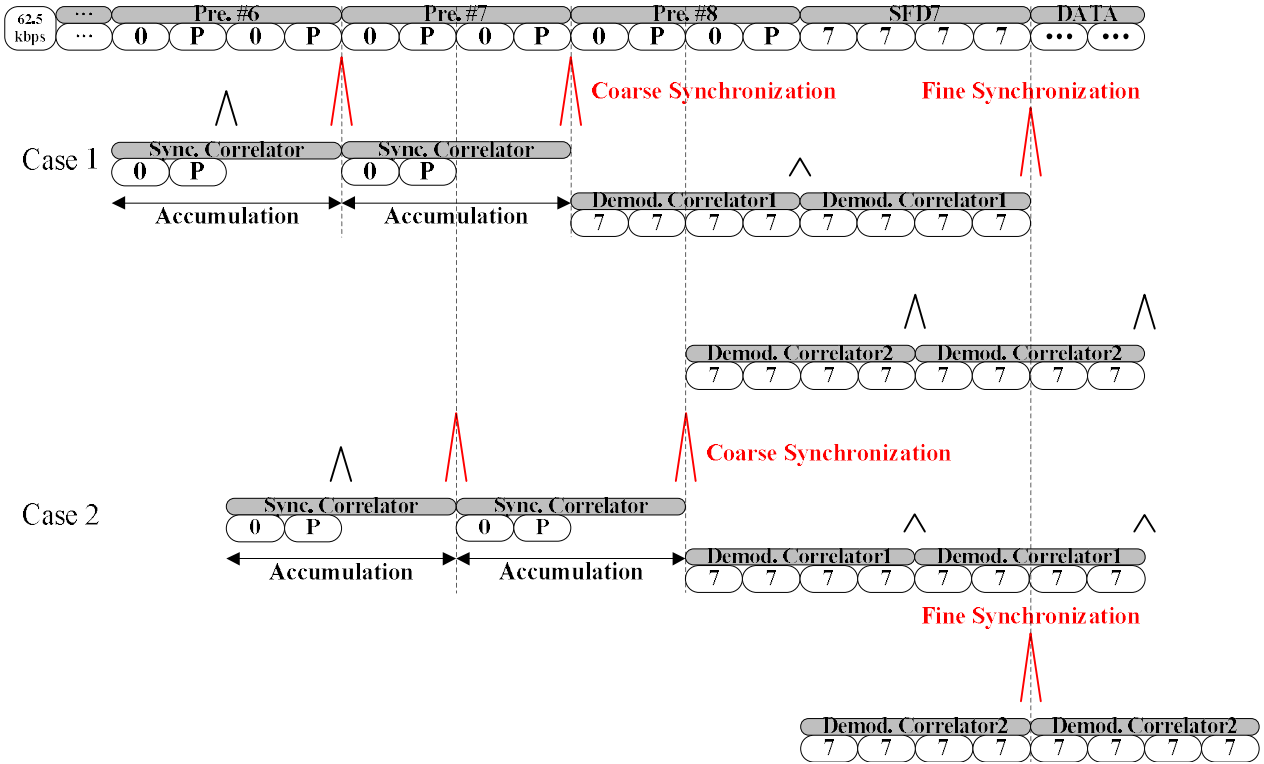 62.5 kbps
... Pre. #6 Pre. #7 Pre. #8 SFD7 DATA
... 0 P 0 P 0 P 0 P 0 P 0 P 7 7 7 7 ... ...
Coarse Synchronization Fine Synchronization
Case 1
Sync. Correlator Sync. Correlator
0 P 0 P
Accumulation Accumulation
Demod. Correlator1 Demod. Correlator1
7 7 7 7 7 7 7 7
Demod. Correlator2 Demod. Correlator2
7 7 7 7 7 7 7 7
Coarse Synchronization
Case 2
Sync. Correlator Sync. Correlator
0 P 0 P
Accumulation Accumulation
Demod. Correlator1 Demod. Correlator1
7 7 7 7 7 7 7 7
Fine Synchronization
Demod. Correlator2 Demod. Correlator2
7 7 7 7 7 7 7 7